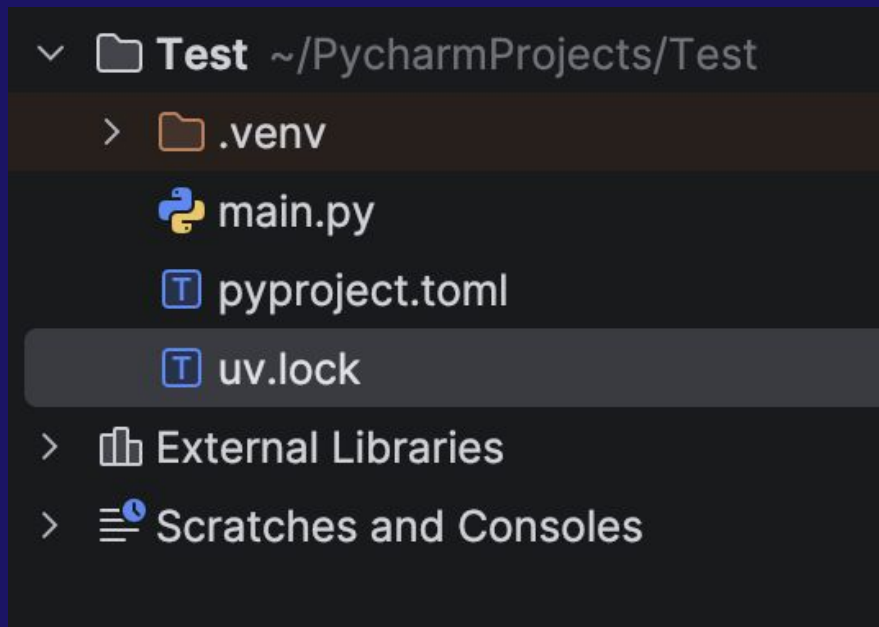 Test ~/PycharmProjects/Test
.venv
main.py
pyproject.toml
uv.lock
External Libraries
Scratches and Consoles